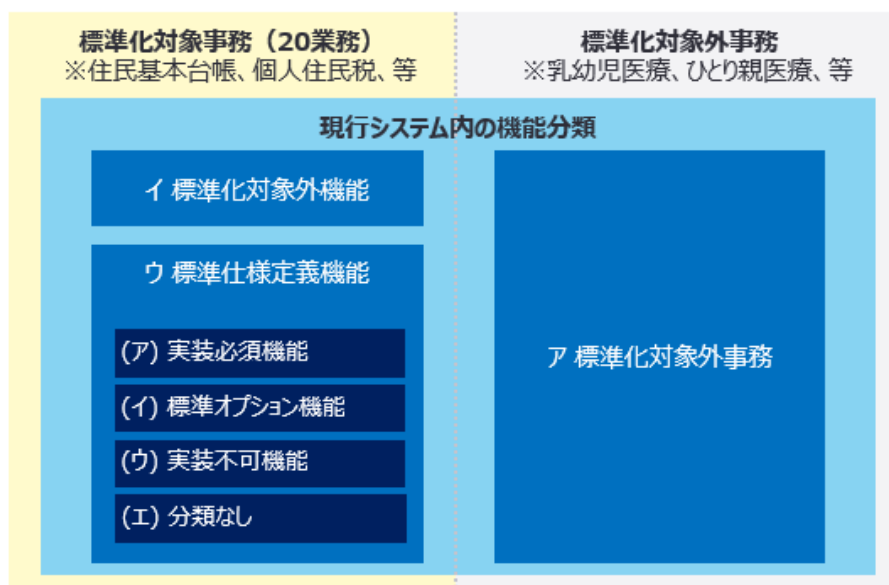 標準化対象事務（20業務）
※住民基本台帳、個人住民税、等
標準化対象外事務
※乳幼児医療、ひとり親医療、等
現行システム内の機能分類
イ 標準化対象外機能
ウ 標準仕様定義機能
(ア) 実装必須機能
(イ) 標準オプション機能
(ウ) 実装不可機能
(エ) 分類なし
ア 標準化対象外事務